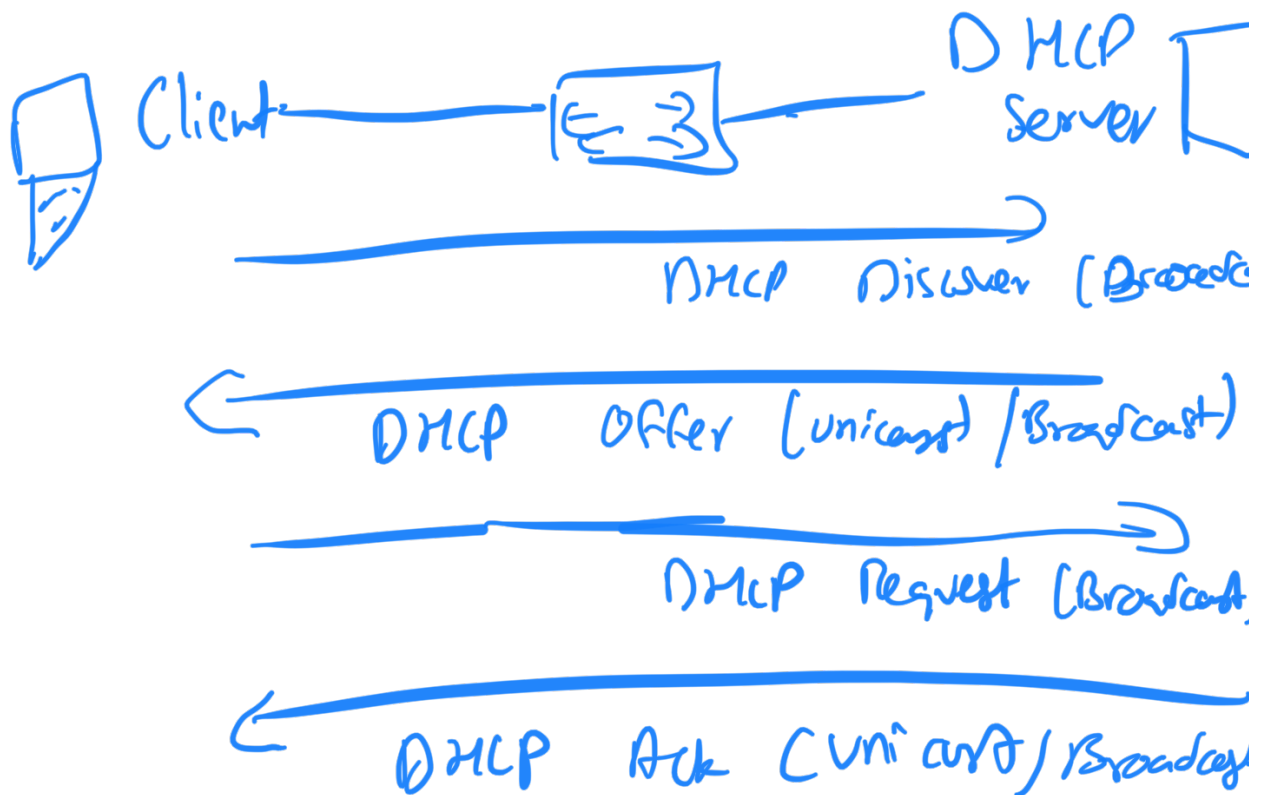 Client
DHCP
Server
DHCP Discover (Broadc
DHCP Offer (unicast) /Broadcast)
DHCP Request (Broadcast
DHCP Ack (unicast/Broadcast